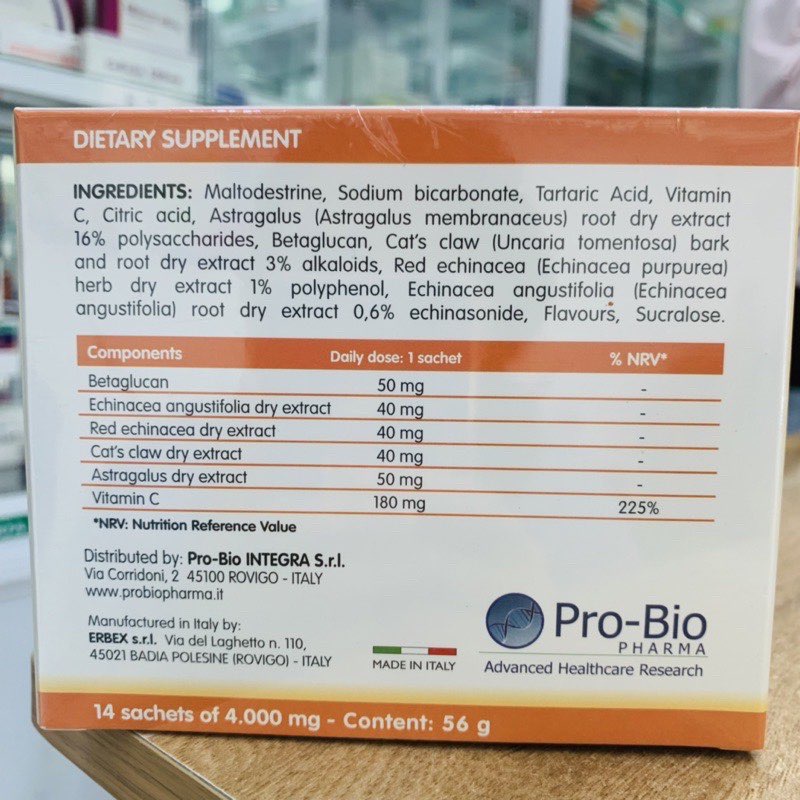 DIETARY SUPPLEMENT
INGREDIENTS: Maltodestrine, Sodium bicarbonate, Tartaric Acid, Vitamin
C, Citric acid, Astragalus (Astragalus membranaceus) root dry extract
16% polysaccharides, Betaglucan, Cat's claw (Uncaria tomentosa) bark
and root dry extract 3% alkaloids, Red echinacea (Echinacea purpurea)
herb dry extract 1% polyphenol, Echinacea angustifolia (Echinacea
angustifolia) root dry extract 0,6% echinasonide, Flavours, Sucralose.
Components Daily dose: 1 sachet % NRV*
Betaglucan 50 mg -
Echinacea angustifolia dry extract 40 mg -
Red echinacea dry extract 40 mg -
Cat's claw dry extract 40 mg -
Astragalus dry extract 50 mg -
Vitamin C 180 mg 225%
*NRV: Nutrition Reference Value
Distributed by: Pro-Bio INTEGRA S.r.l.
Via Corridoni, 2 45100 ROVIGO - ITALY
www.probiopharma.it
Manufactured in Italy by:
ERBEX s.r.l. Via del Laghetto n. 110,
45021 BADIA POLESINE (ROVIGO) - ITALY
MADE IN ITALY
Pro-Bio
PHARMA
Advanced Healthcare Research
14 sachets of 4.000 mg - Content: 56 g